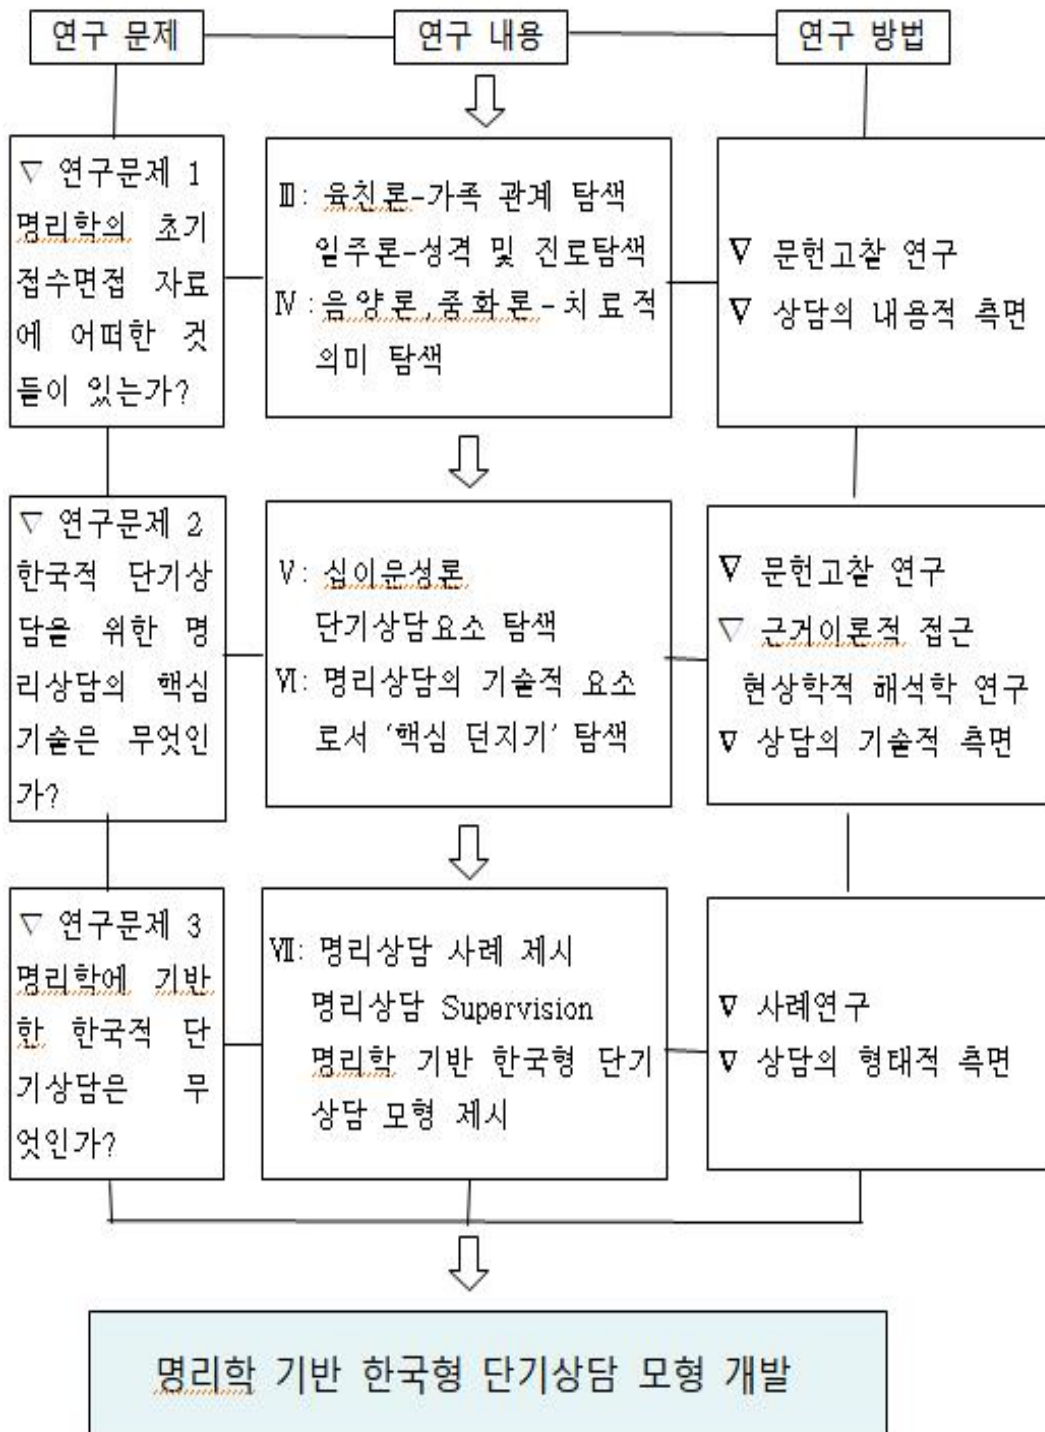 연구 문제
연구 내용
연구 방법
▽ 연구문제 1
명리학의 초기
접수면접 자료
에 어떠한 것
들이 있는가?
Ⅲ: 육친론-가족 관계 탐색
일주론-성격 및 진로탐색
Ⅳ: 음양론,중화론-치료적
의미 탐색
∇ 문헌고찰 연구
∇ 상담의 내용적 측면
▽ 연구문제 2
한국적 단기상
담을 위한 명
리상담의 핵심
기술은 무엇인
가?
Ⅴ: 십이운성론
단기상담요소 탐색
Ⅵ: 명리상담의 기술적 요소
로서 ‘핵심 던지기’ 탐색
∇ 문헌고찰 연구
▽ 근거이론적 접근
현상학적 해석학 연구
∇ 상담의 기술적 측면
▽ 연구문제 3
명리학에 기반
한 한국적 단
기상담은 무
엇인가?
Ⅶ: 명리상담 사례 제시
명리상담 Supervision
명리학 기반 한국형 단기
상담 모형 제시
∇ 사례연구
∇ 상담의 형태적 측면
명리학 기반 한국형 단기상담 모형 개발